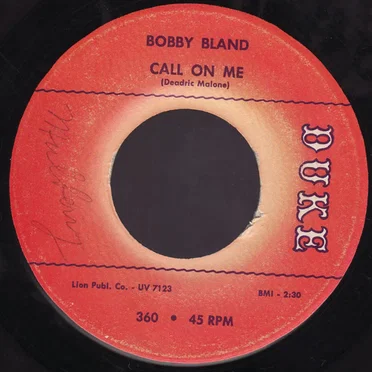 BOBBY BLAND
CALL ON ME
(Deadric Malone)
DUKE
Lion Publ. Co. - UV 7123
BMI - 2:30
360 • 45 RPM